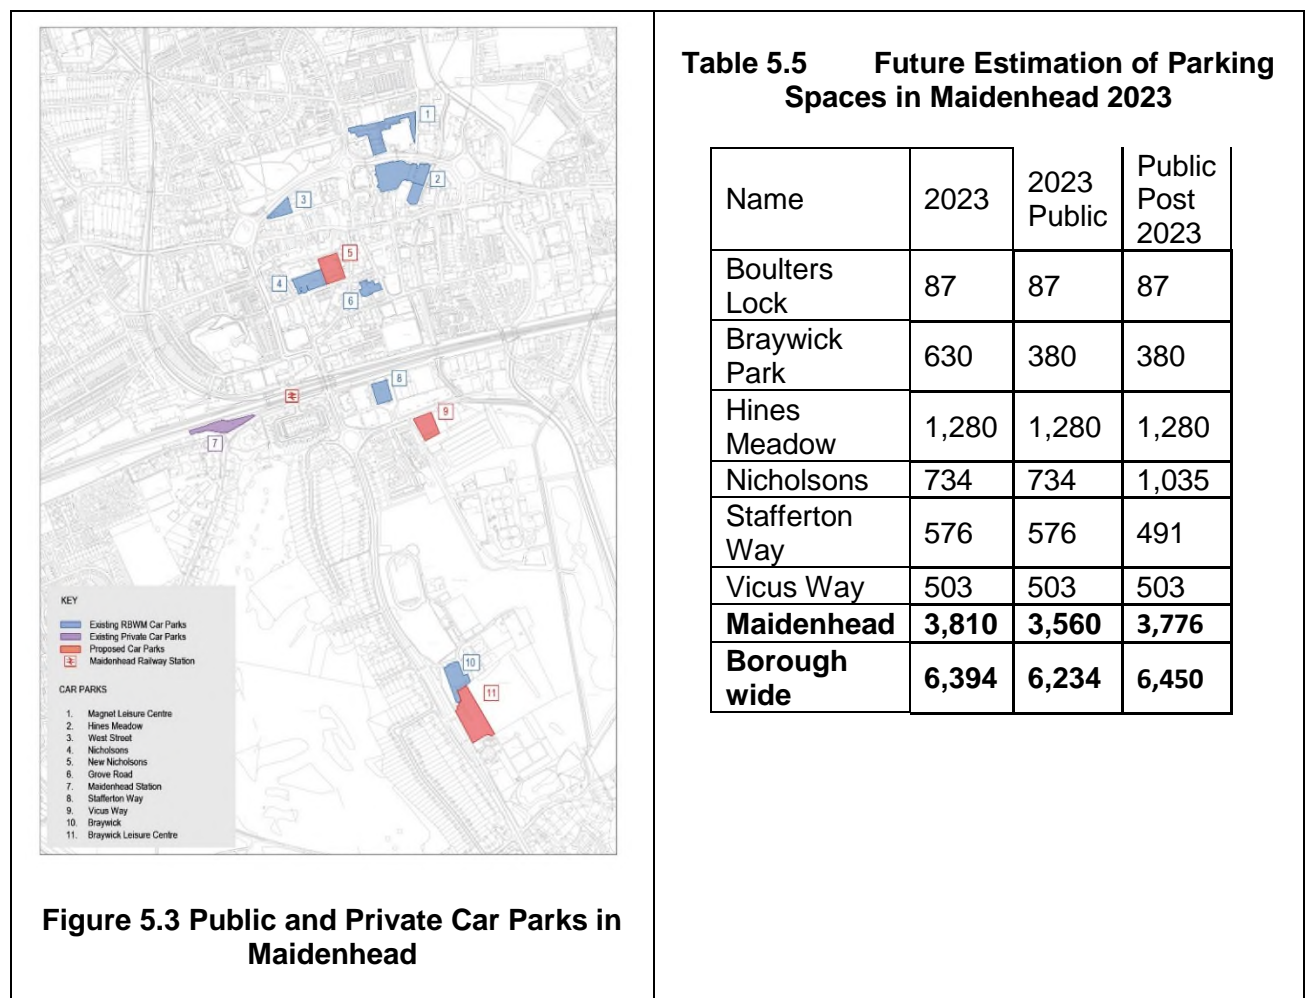 1
2
3
5
4
6
8
9
7
10
11
KEY
Existing RBWM Car Parks
Existing Private Car Parks
Proposed Car Parks
Maidenhead Railway Station
CAR PARKS
1. Magnet Leisure Centre
2. Hines Meadow
3. West Street
4. Nicholsons
5. New Nicholsons
6. Grove Road
7. Maidenhead Station
8. Stafferton Way
9. Vicus Way
10. Braywick
11. Braywick Leisure Centre
Figure 5.3 Public and Private Car Parks in
Maidenhead
Table 5.5 Future Estimation of Parking
Spaces in Maidenhead 2023
Name 2023 2023 Public Public Post 2023
Boulters Lock 87 87 87
Braywick Park 630 380 380
Hines Meadow 1,280 1,280 1,280
Nicholsons 734 734 1,035
Stafferton Way 576 576 491
Vicus Way 503 503 503
Maidenhead 3,810 3,560 3,776
Borough wide 6,394 6,234 6,450